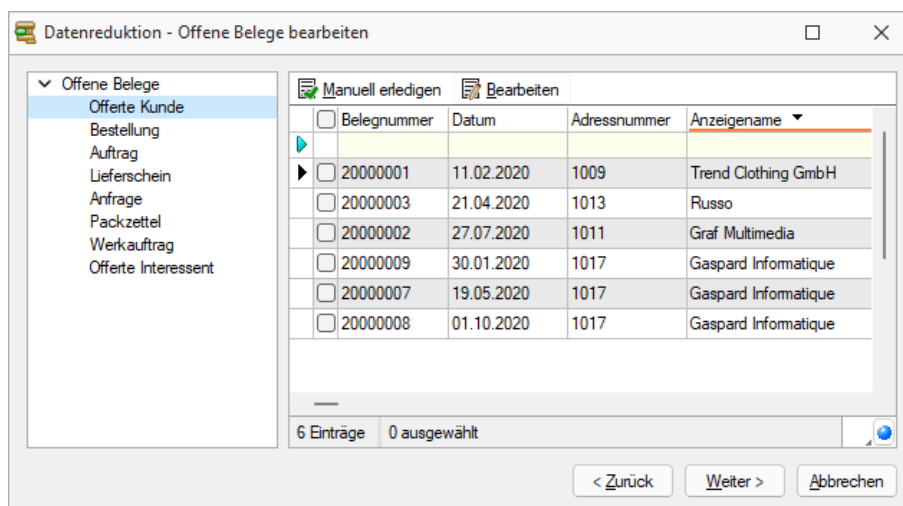 Datenreduktion - Offene Belege bearbeiten
Offene Belege
Offerte Kunde
Bestellung
Auftrag
Lieferschein
Anfrage
Packzettel
Werkauftrag
Offerte Interessent
Manuell erledigen Bearbeiten
Belegnummer Datum Adressnummer Anzeigename
20000001 11.02.2020 1009 Trend Clothing GmbH
20000003 21.04.2020 1013 Russo
20000002 27.07.2020 1011 Graf Multimedia
20000009 30.01.2020 1017 Gaspard Informatique
20000007 19.05.2020 1017 Gaspard Informatique
20000008 01.10.2020 1017 Gaspard Informatique
6 Einträge 0 ausgewählt
< Zurück Weiter > Abbrechen